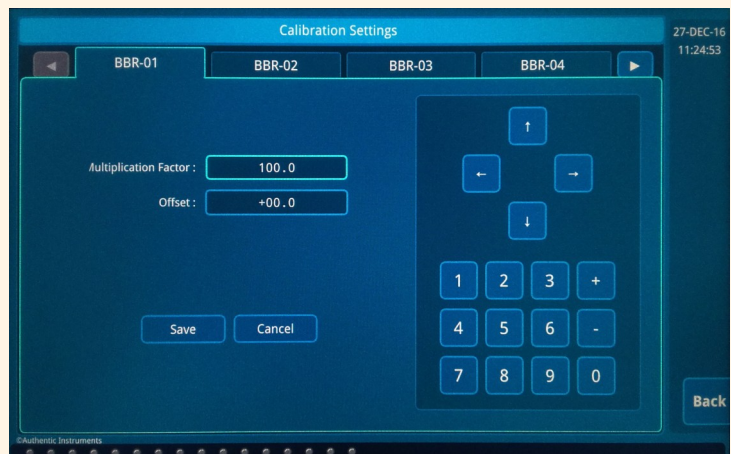 Calibration Settings
27-DEC-16
11:24:53
◄ BBR-01 BBR-02 BBR-03 BBR-04 ►
↑
← →
↓
Multiplication Factor : 100.0
Offset : +00.0
1 2 3 +
4 5 6 -
7 8 9 0
Save Cancel
Back
©Authentic Instruments